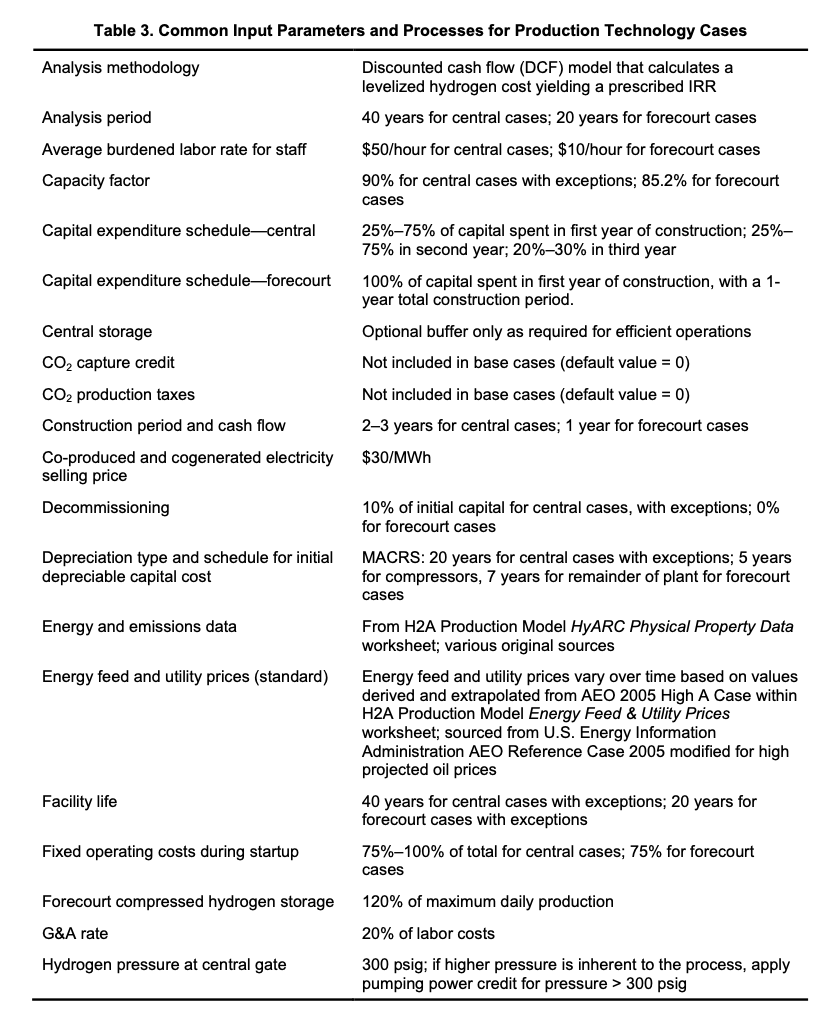 Table 3. Common Input Parameters and Processes for Production Technology Cases
Analysis methodology
Discounted cash flow (DCF) model that calculates a
levelized hydrogen cost yielding a prescribed IRR
Analysis period
40 years for central cases; 20 years for forecourt cases
Average burdened labor rate for staff
$50/hour for central cases; $10/hour for forecourt cases
Capacity factor
90% for central cases with exceptions; 85.2% for forecourt
cases
Capital expenditure schedule—central
25%–75% of capital spent in first year of construction; 25%–
75% in second year; 20%–30% in third year
Capital expenditure schedule—forecourt
100% of capital spent in first year of construction, with a 1-
year total construction period.
Central storage
Optional buffer only as required for efficient operations
CO₂ capture credit
Not included in base cases (default value = 0)
CO₂ production taxes
Not included in base cases (default value = 0)
Construction period and cash flow
2–3 years for central cases; 1 year for forecourt cases
Co-produced and cogenerated electricity
selling price
$30/MWh
Decommissioning
10% of initial capital for central cases, with exceptions; 0%
for forecourt cases
Depreciation type and schedule for initial
depreciable capital cost
MACRS: 20 years for central cases with exceptions; 5 years
for compressors, 7 years for remainder of plant for forecourt
cases
Energy and emissions data
From H2A Production Model HyARC Physical Property Data
worksheet; various original sources
Energy feed and utility prices (standard)
Energy feed and utility prices vary over time based on values
derived and extrapolated from AEO 2005 High A Case within
H2A Production Model Energy Feed & Utility Prices
worksheet; sourced from U.S. Energy Information
Administration AEO Reference Case 2005 modified for high
projected oil prices
Facility life
40 years for central cases with exceptions; 20 years for
forecourt cases with exceptions
Fixed operating costs during startup
75%–100% of total for central cases; 75% for forecourt
cases
Forecourt compressed hydrogen storage
120% of maximum daily production
G&A rate
20% of labor costs
Hydrogen pressure at central gate
300 psig; if higher pressure is inherent to the process, apply
pumping power credit for pressure > 300 psig